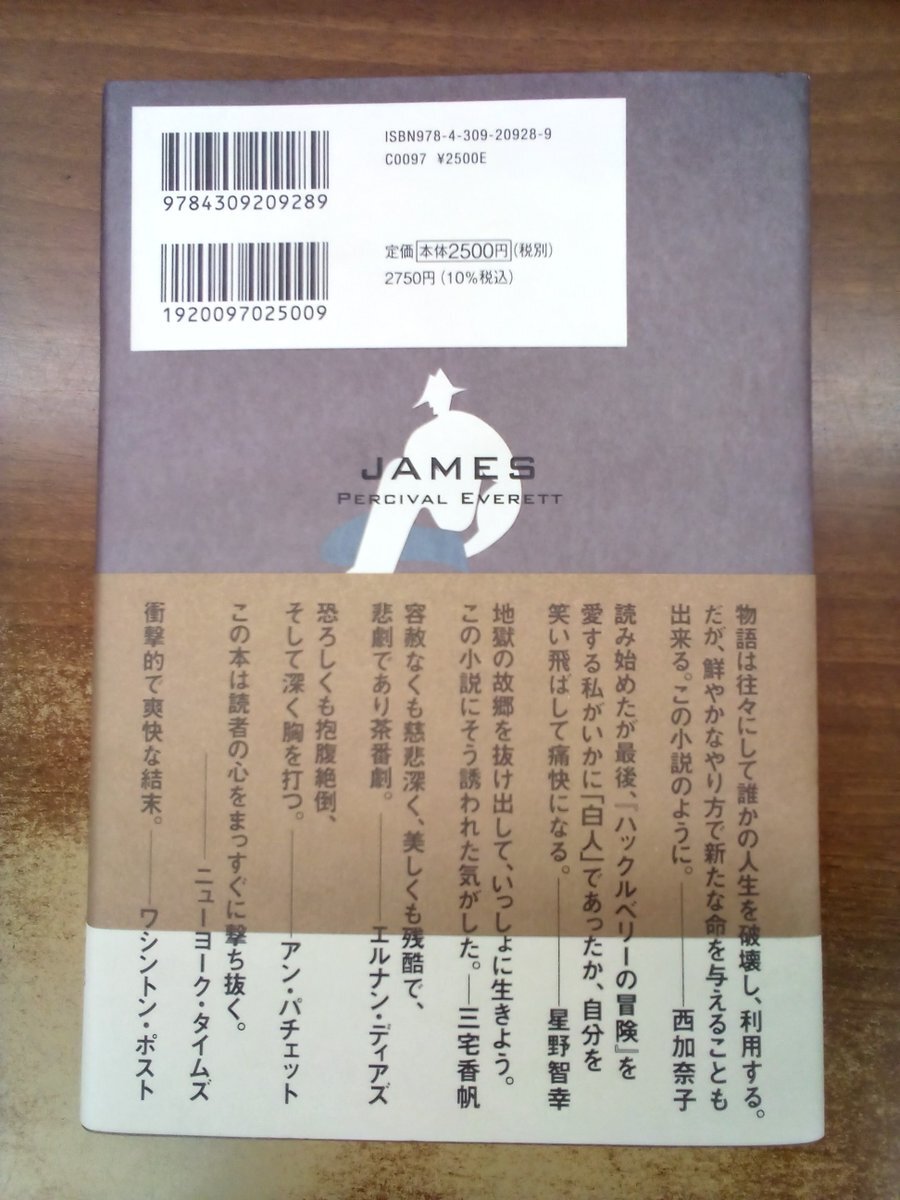 ISBN978-4-309-20928-9
C0097 ¥2500E
9784309209289
定価 本体2500円(税別)
2750円(10%税込)
1920097025009
JAMES
PERCIVAL EVERETT
物語は往々にして誰かの人生を破壊し、利用する。
だが、鮮やかなやり方で新たな命を与えることも
出来る。この小説のように。――西加奈子
読み始めたが最後、『ハックルベリーの冒険』を
愛する私がいかに「白人」であったか、自分を
笑い飛ばして痛快になる。――星野智幸
地獄の故郷を抜け出して、いっしょに生きよう。
この小説にそう誘われた気がした。――三宅香帆
容赦なくも慈悲深く、美しくも残酷で、
悲劇であり茶番劇。――エルナン・ディアズ
恐ろしくも抱腹絶倒、
そして深く胸を打つ。――アン・パチェット
この本は読者の心をまっすぐに撃ち抜く。
――ニューヨーク・タイムズ
衝撃的で爽快な結末。――ワシントン・ポスト